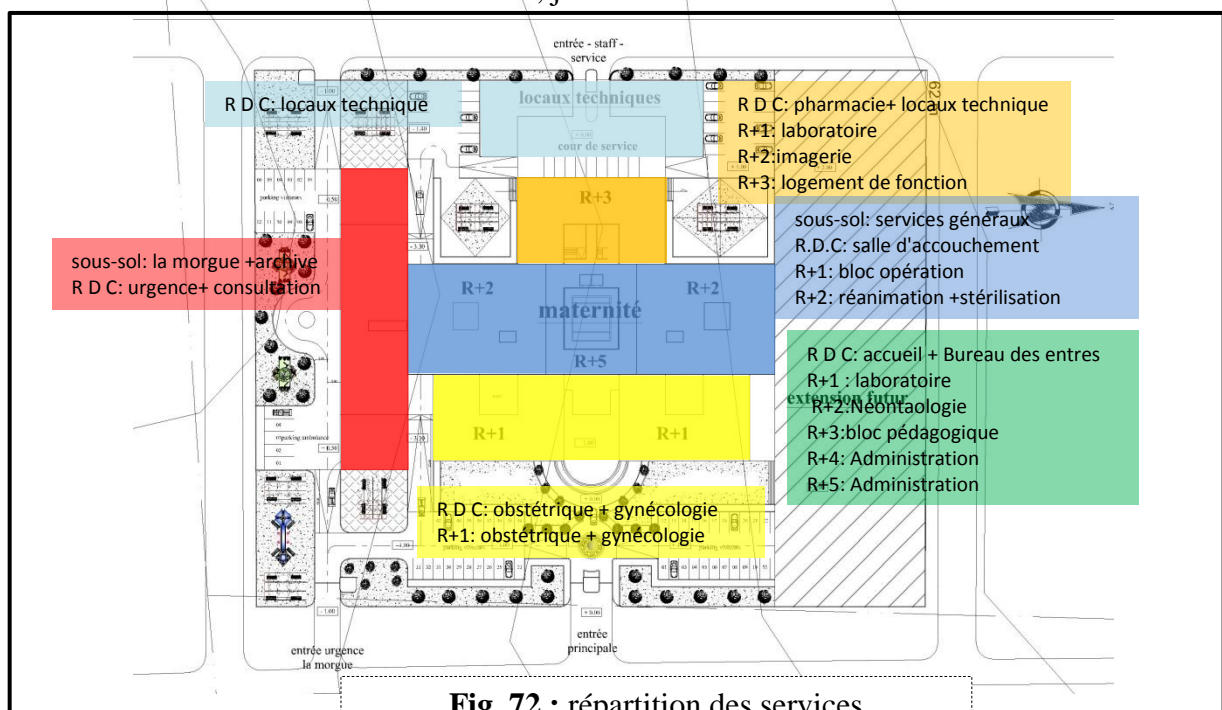 entrée - staff -
service
R D C: locaux technique
locaux techniques
cour de service
R D C: pharmacie+ locaux technique
R+1: laboratoire
R+2:imagerie
R+3: logement de fonction
R+3
sous-sol: services géneraux
R.D.C: salle d'accouchement
R+1: bloc opération
R+2: réanimation +stérilisation
sous-sol: la morgue +archive
R D C: urgence+ consultation
R+2
R+2
maternité
R+5
R D C: accueil + Bureau des entres
R+1 : laboratoire
R+2:Néontaologie
R+3:bloc pédagogique
R+4: Administration
R+5: Administration
extension futur
R+1
R+1
R D C: obstétrique + gynécologie
R+1: obstétrique + gynécologie
entrée urgence
la morgue
entrée
principale
Fig. 72 : répartition des services